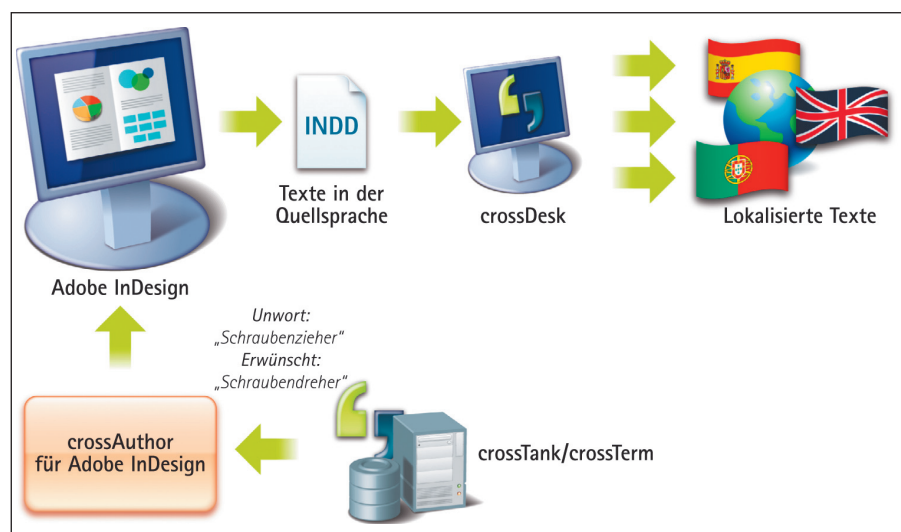 INDD
Texte in der
Quellsprache
crossDesk
Lokalisierte Texte
Adobe InDesign
Unwort:
„Schraubenzieher“
Erwünscht:
„Schraubendreher“
crossAuthor
für Adobe InDesign
crossTank/crossTerm